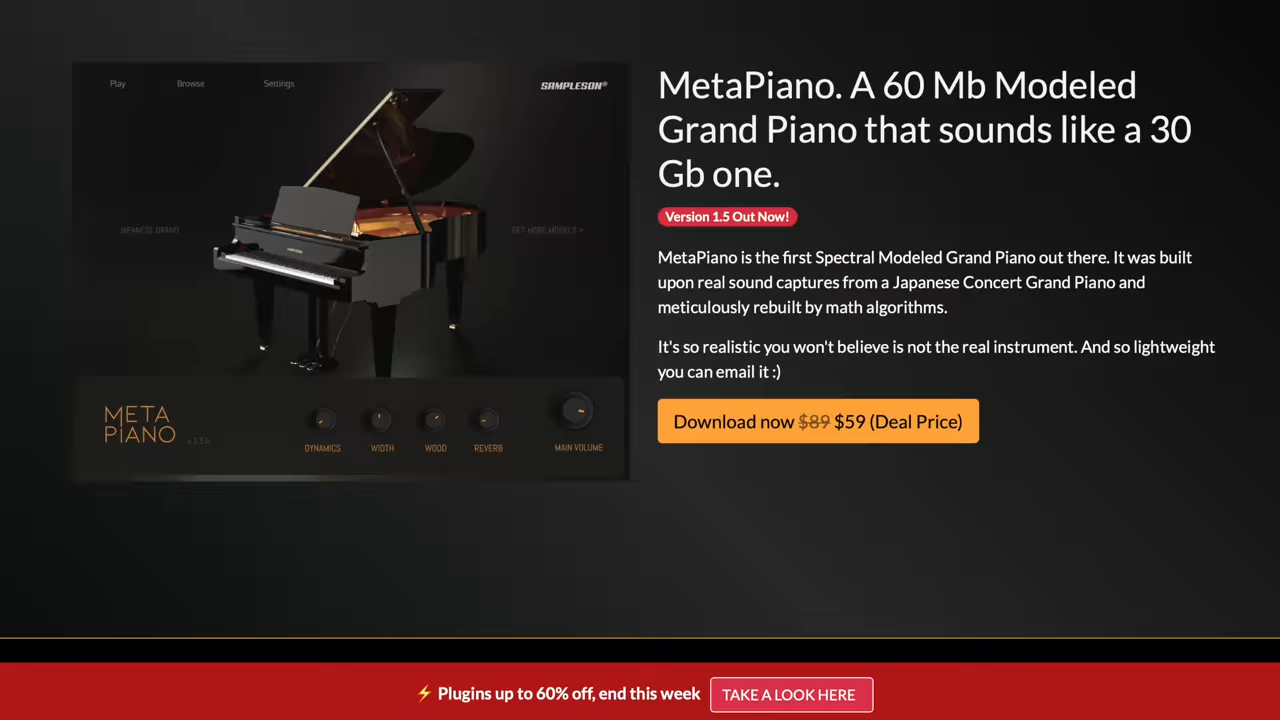 Play Browse Settings SAMPLESON®
JAPANESE GRAND
GET MORE MODELS >
META
PIANO
DYNAMICS WIDTH WOOD REVERB MAIN VOLUME
MetaPiano. A 60 Mb Modeled
Grand Piano that sounds like a 30
Gb one.
Version 1.5 Out Now!
MetaPiano is the first Spectral Modeled Grand Piano out there. It was built
upon real sound captures from a Japanese Concert Grand Piano and
meticulously rebuilt by math algorithms.
It's so realistic you won't believe is not the real instrument. And so lightweight
you can email it :)
Download now $89 $59 (Deal Price)
⚡ Plugins up to 60% off, end this week TAKE A LOOK HERE